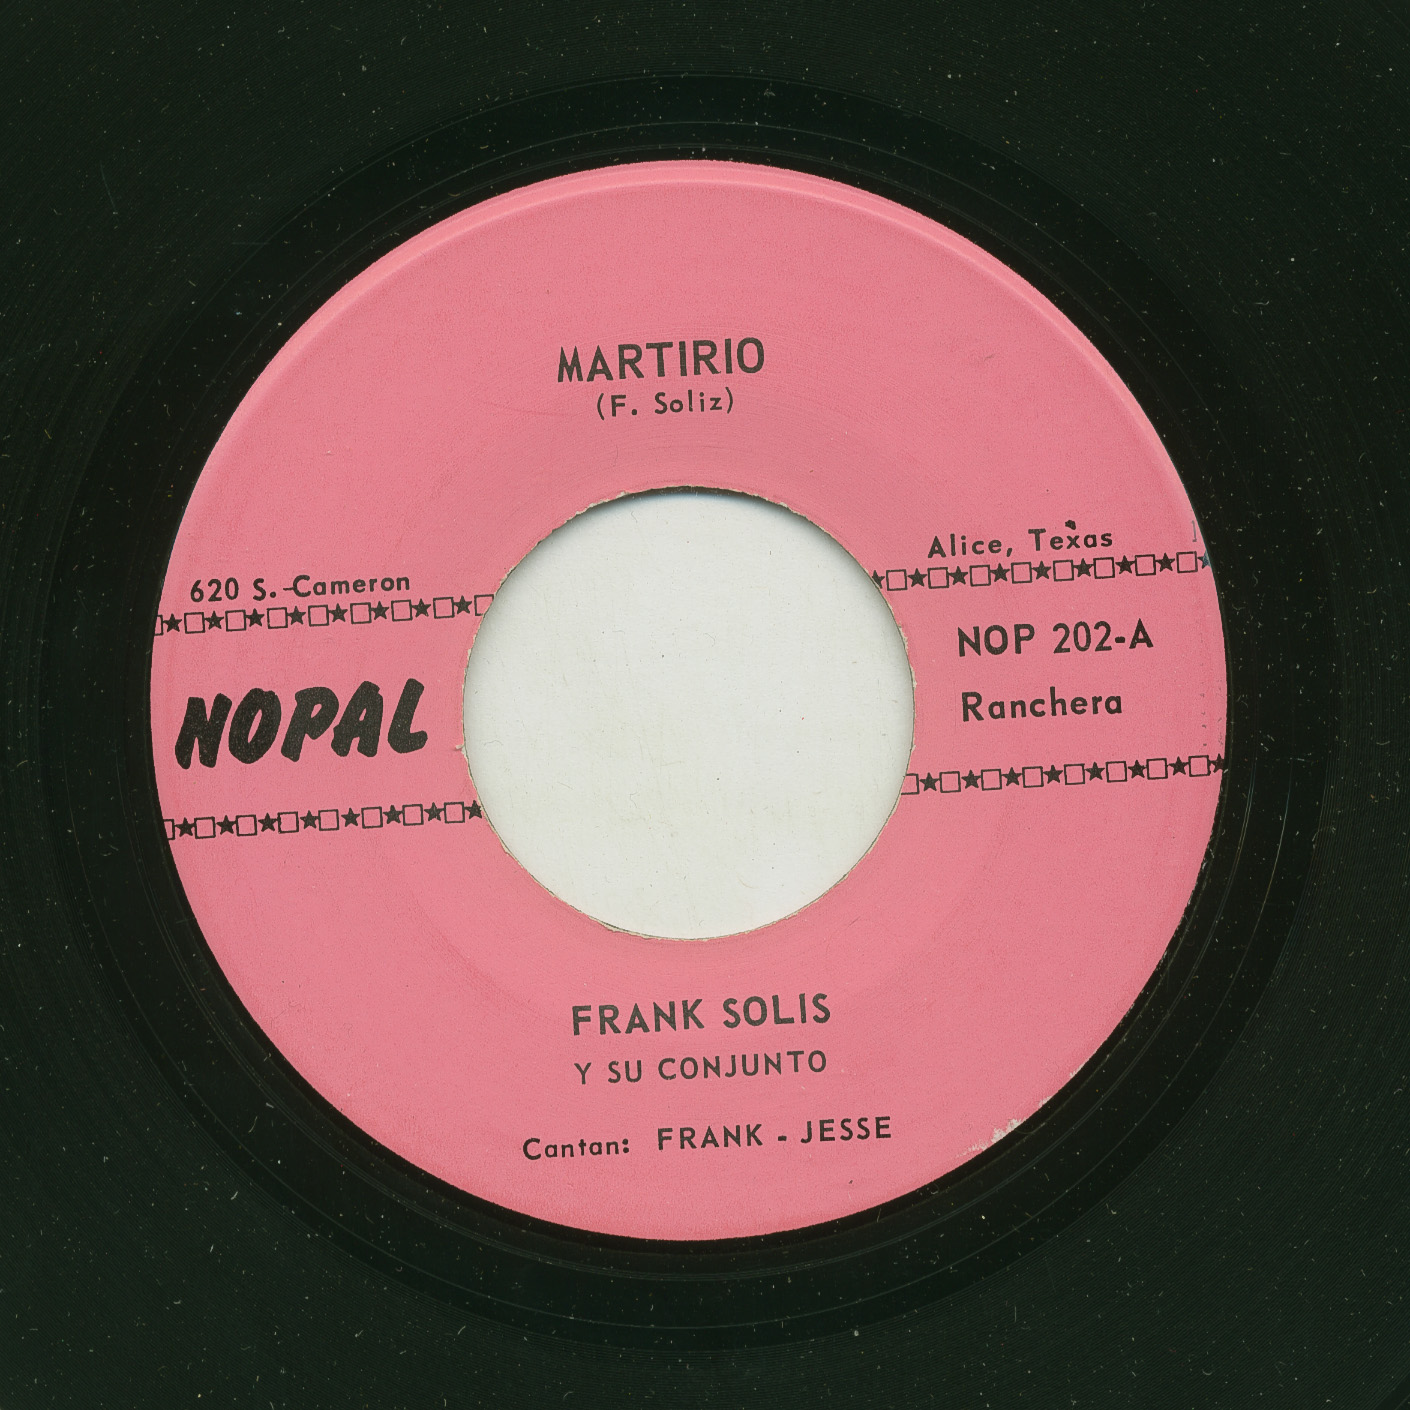 MARTIRIO
(F. Soliz)
620 S. Cameron
Alice, Texas
NOPAL
NOP 202-A
Ranchera
FRANK SOLIS
Y SU CONJUNTO
Cantan: FRANK - JESSE